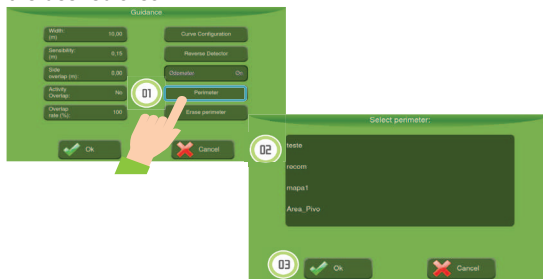 Guidance
Width: (m) 10,00
Curve Configuration
Sensibility: (m) 0,15
Reverse Detector
Side overlap (m): 0,00
Odometer: On
Activity Overlap: No
01
Perimeter
Overlap rate (%): 100
Erase perimeter
Ok
Cancel
Select perimeter:
02
teste
recom
mapa1
Area_Pivo
03
Ok
Cancel